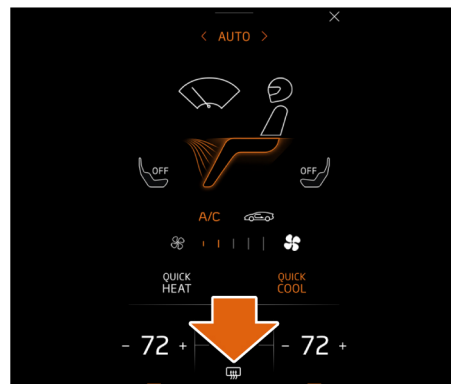 AUTO
OFF
OFF
A/C
QUICK
HEAT
QUICK
COOL
- 72 +
- 72 +